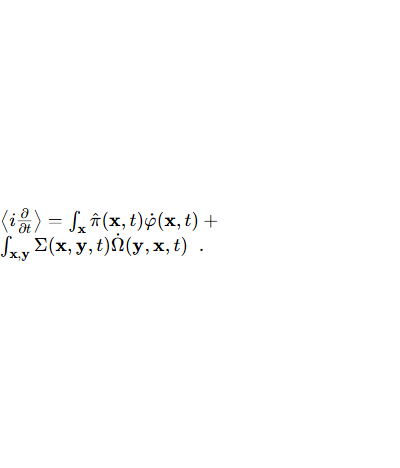 ⟨i ∂/∂t⟩ = ∫_x π̂(x, t)φ̇(x, t) +
∫_{x,y} Σ(x, y, t)Ω̇(y, x, t) .